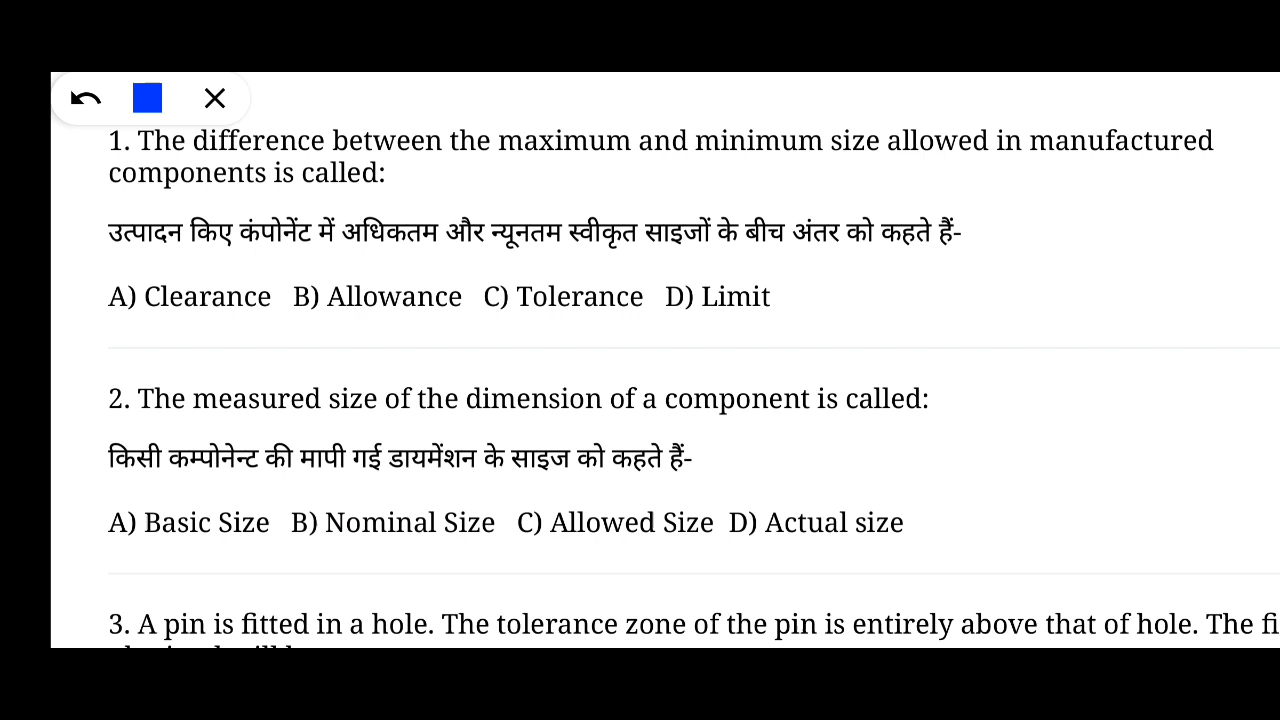 1. The difference between the maximum and minimum size allowed in manufactured
components is called:
उत्पादन किए कंपोनेंट में अधिकतम और न्यूनतम स्वीकृत साइजों के बीच अंतर को कहते हैं-
A) Clearance B) Allowance C) Tolerance D) Limit
2. The measured size of the dimension of a component is called:
किसी कम्पोनेन्ट की मापी गई डायमेंशन के साइज को कहते हैं-
A) Basic Size B) Nominal Size C) Allowed Size D) Actual size
3. A pin is fitted in a hole. The tolerance zone of the pin is entirely above that of hole. The